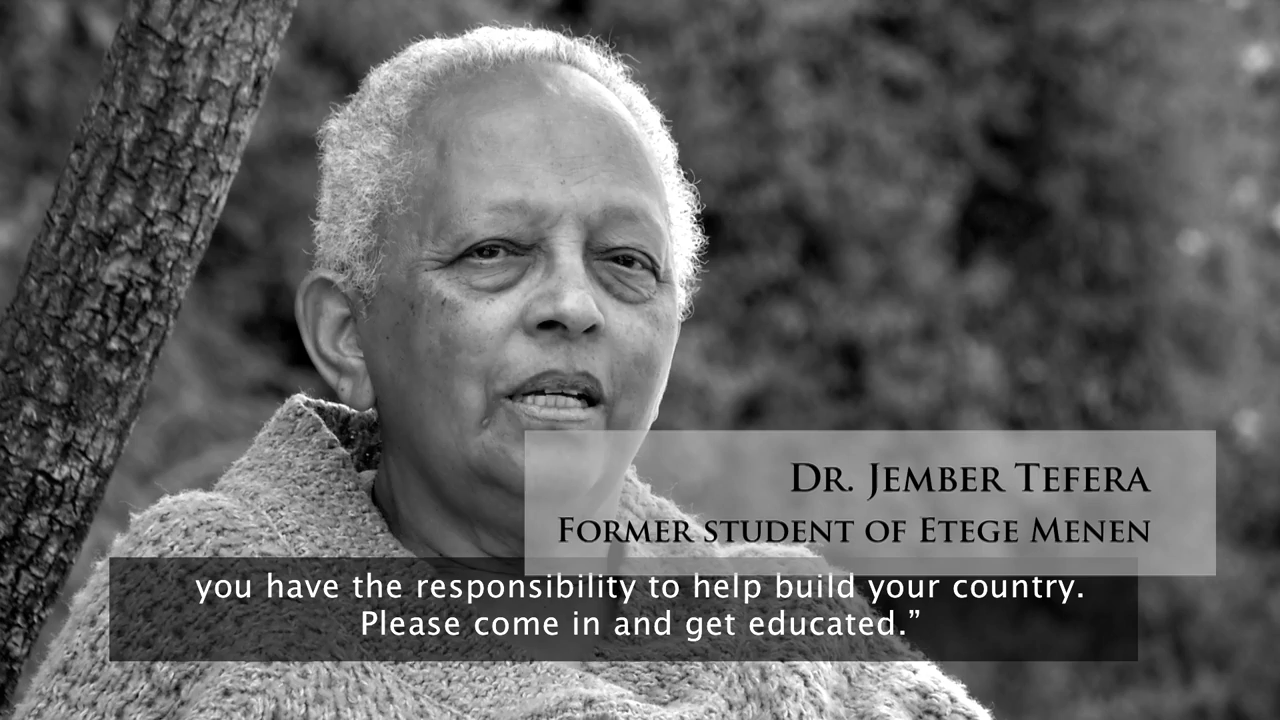 Dr. Jember Tefera
Former student of Etege Menen
you have the responsibility to help build your country.
Please come in and get educated.”